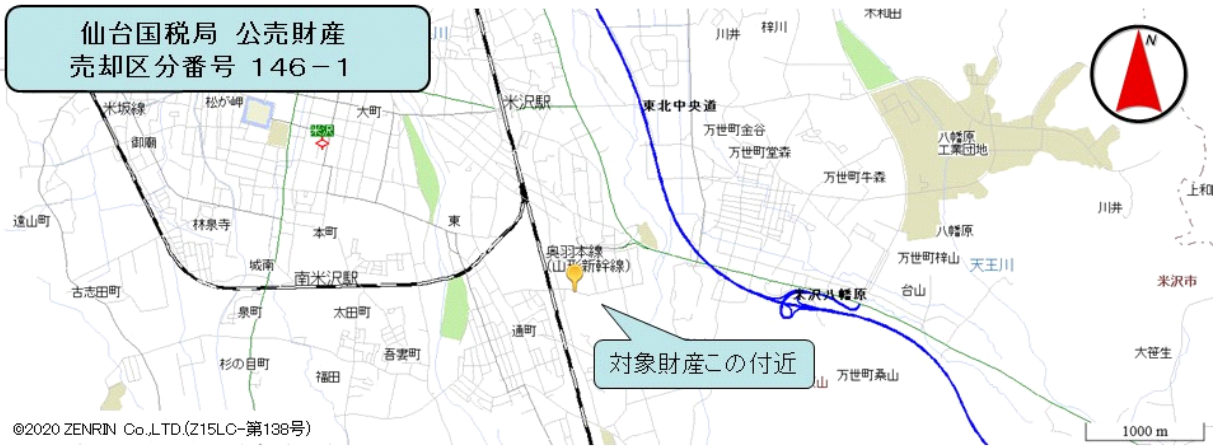 仙台国税局 公売財産
売却区分番号 146-1
川
木和田
梓川
川井
N
米坂線
松が岬
大町
米沢駅
東北中央道
米沢
御廟
万世町金谷
万世町堂森
八幡原
工業団地
万世町牛森
上和
川井
遠山町
林泉寺
本町
東
八幡原
城南
奥羽本線
(山形新幹線)
万世町梓山
天王川
南米沢駅
古志田町
米沢八幡原
台山
米沢市
泉町
太田町
通町
対象財産この付近
杉の目町
吾妻町
福田
山
万世町桑山
大笹生
©2020 ZENRIN Co.,LTD.(Z15LC-第138号)
1000 m